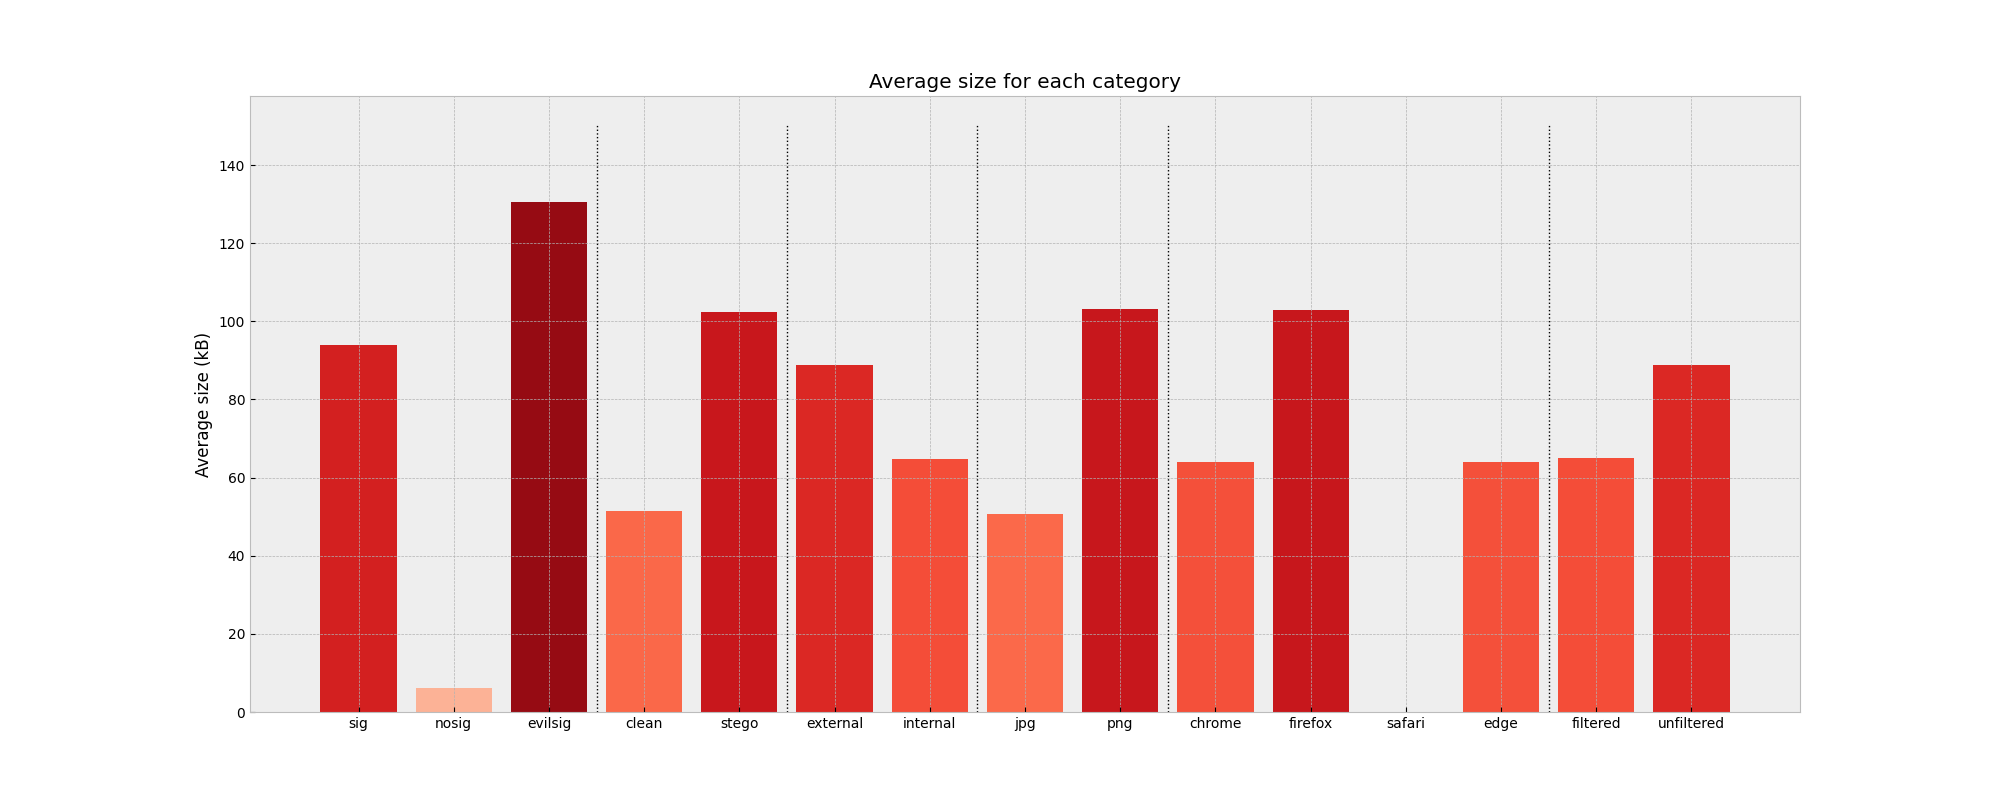 Average size for each category
Average size (kB)
140
120
100
80
60
40
20
0
sig nosig evilsig clean stego external internal jpg png chrome firefox safari edge filtered unfiltered